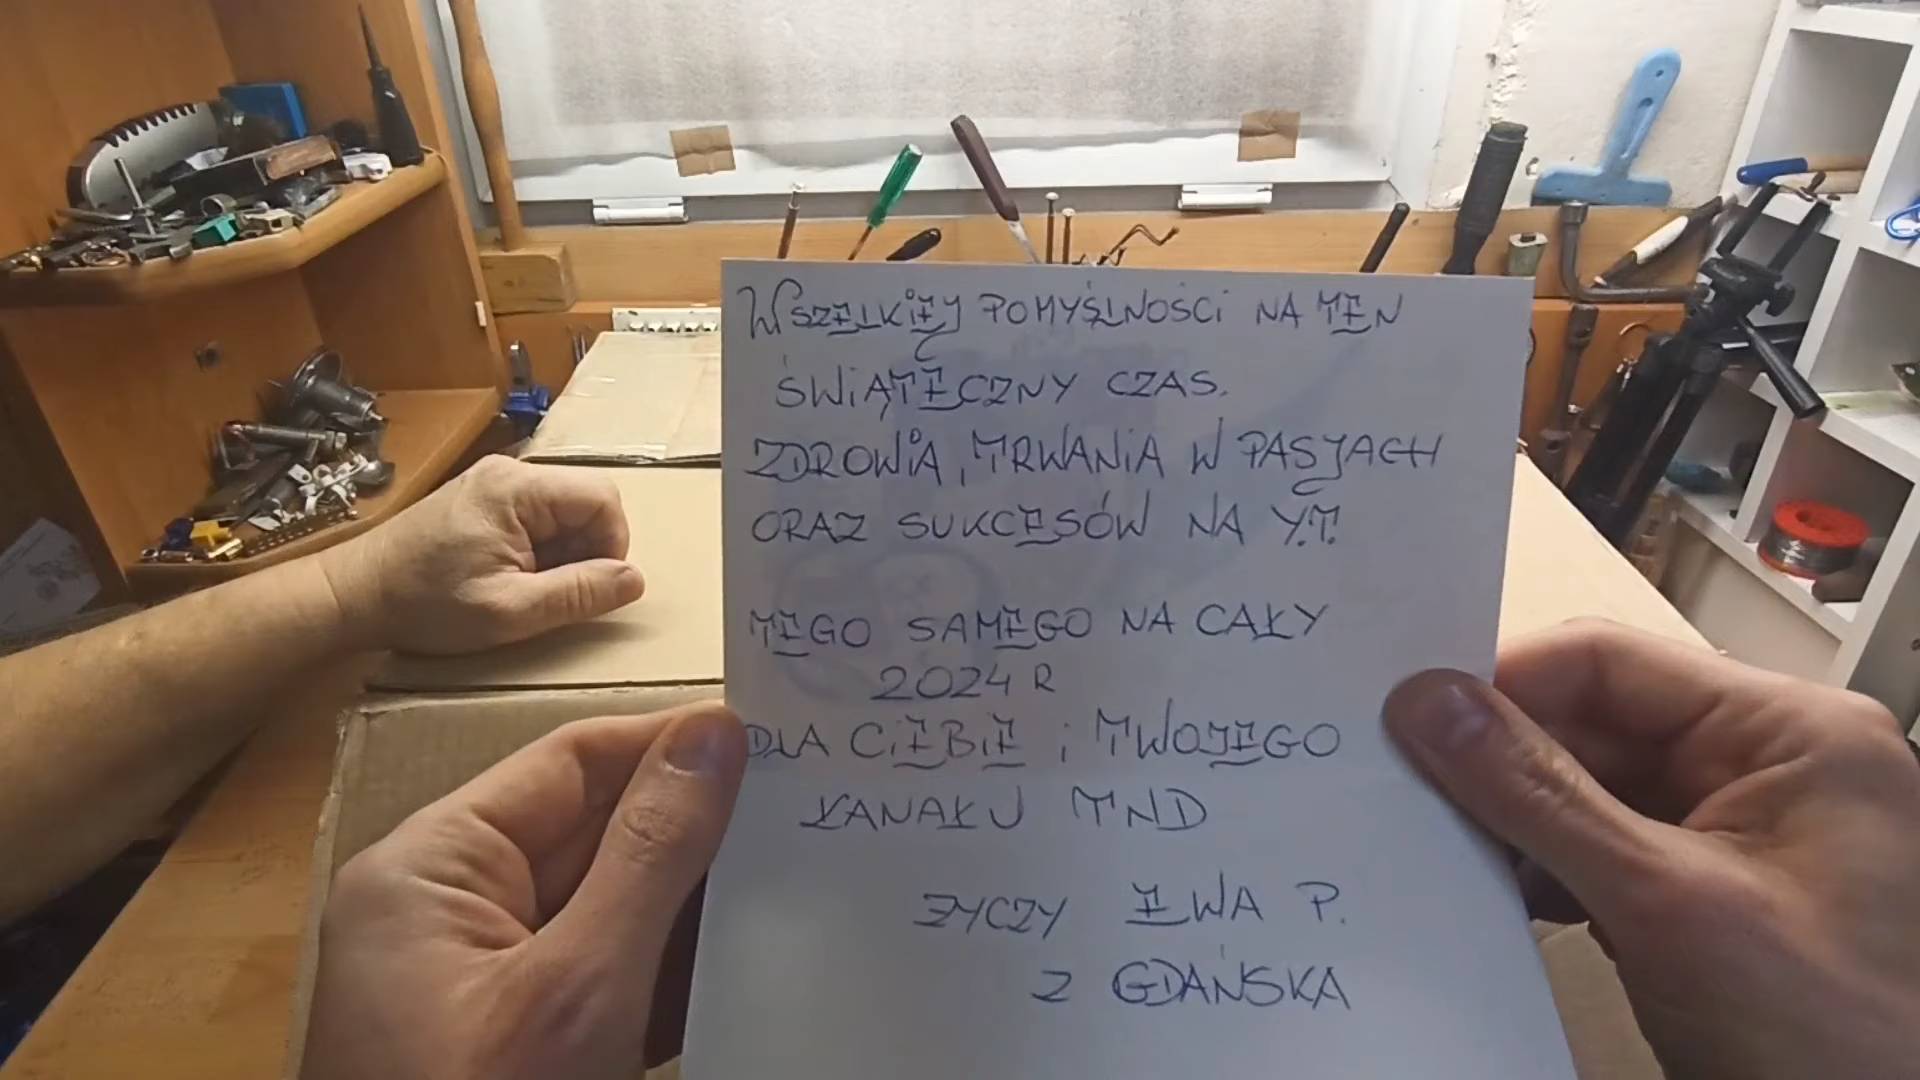 WSZELKIEJ POMYŚLNOŚCI NA TEN
ŚWIĄTECZNY CZAS.
ZDROWIA, TRWANIA W PASJACH
ORAZ SUKCESÓW NA Y.T.
TEGO SAMEGO NA CAŁY
2024 R
DLA CIEBIE i TWOJEGO
KANAŁU TND
ZYCZY EWA P.
Z GDAŃSKA